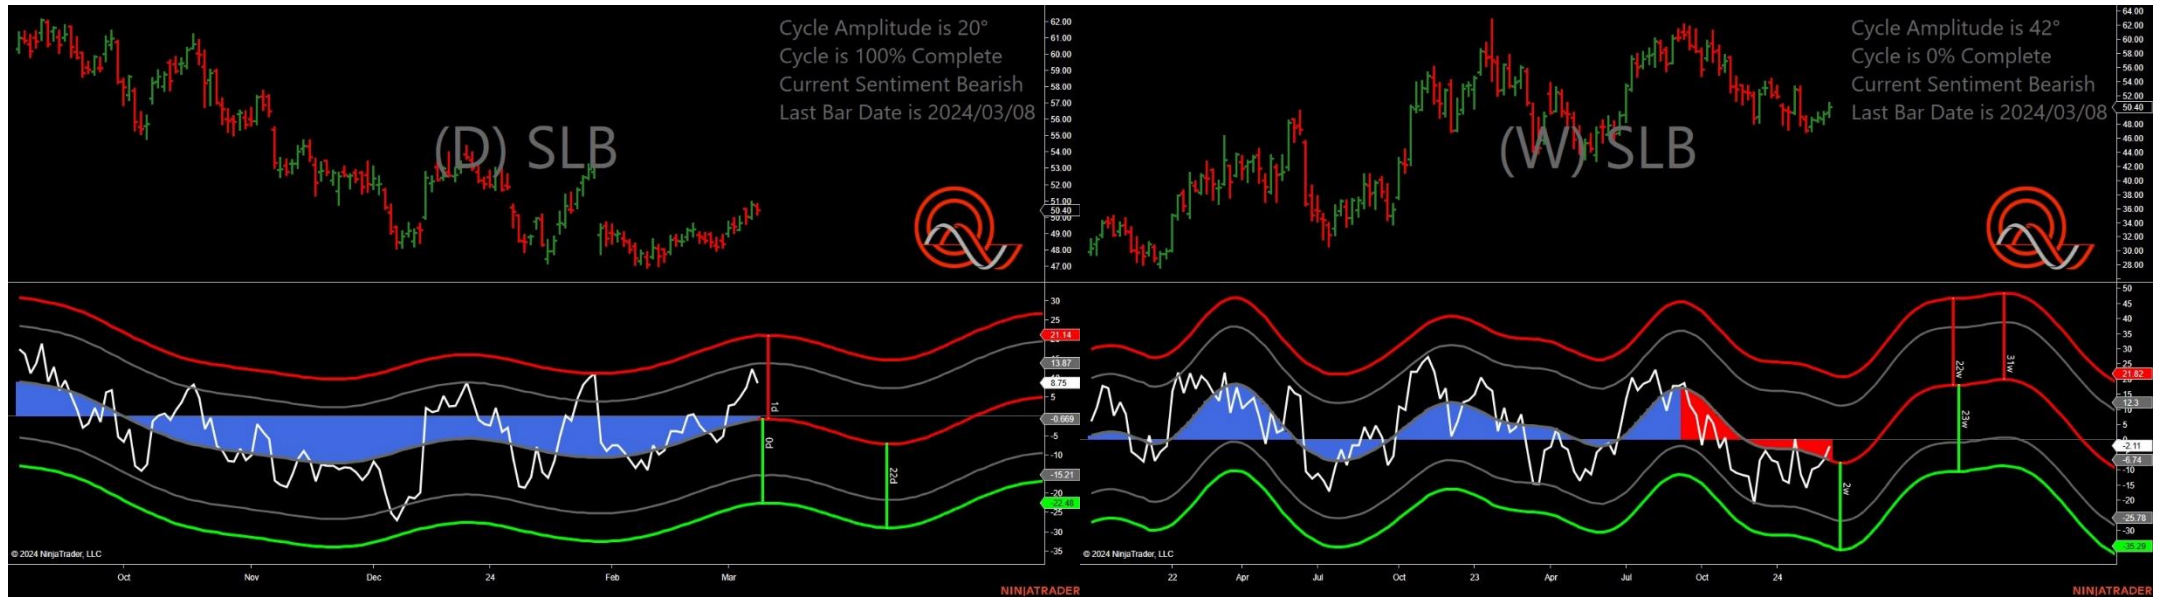 Cycle Amplitude is 20°
Cycle is 100% Complete
Current Sentiment Bearish
Last Bar Date is 2024/03/08
(D) SLB
62.00
61.00
60.00
59.00
58.00
57.00
56.00
55.00
54.00
53.00
52.00
51.00
50.40
50.00
49.00
48.00
47.00
30
25
21.14
13.87
8.75
5
-0.669
-5
-10
-15.21
-20
-22.48
-25
-30
-35
1d
0d
22d
© 2024 NinjaTrader, LLC
Oct
Nov
Dec
24
Feb
Mar
NINJATRADER
Cycle Amplitude is 42°
Cycle is 0% Complete
Current Sentiment Bearish
Last Bar Date is 2024/03/08
(W) SLB
64.00
62.00
60.00
58.00
56.00
54.00
52.00
50.40
48.00
46.00
44.00
42.00
40.00
38.00
36.00
34.00
32.00
30.00
28.00
50
45
40
35
30
25
21.82
15
12.3
10
5
-2.11
-6.74
-10
-15
-20
-25.78
-30
-35.29
22w
31w
23w
2w
© 2024 NinjaTrader, LLC
22
Apr
Jul
Oct
23
Apr
Jul
Oct
24
NINJATRADER